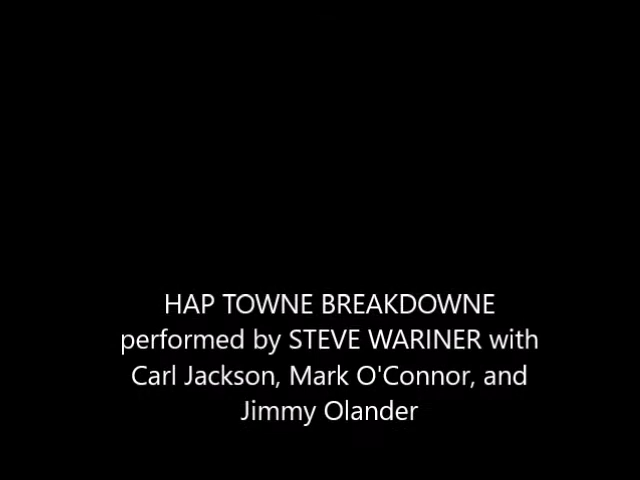 HAP TOWNE BREAKDOWNE
performed by STEVE WARINER with
Carl Jackson, Mark O'Connor, and
Jimmy Olander